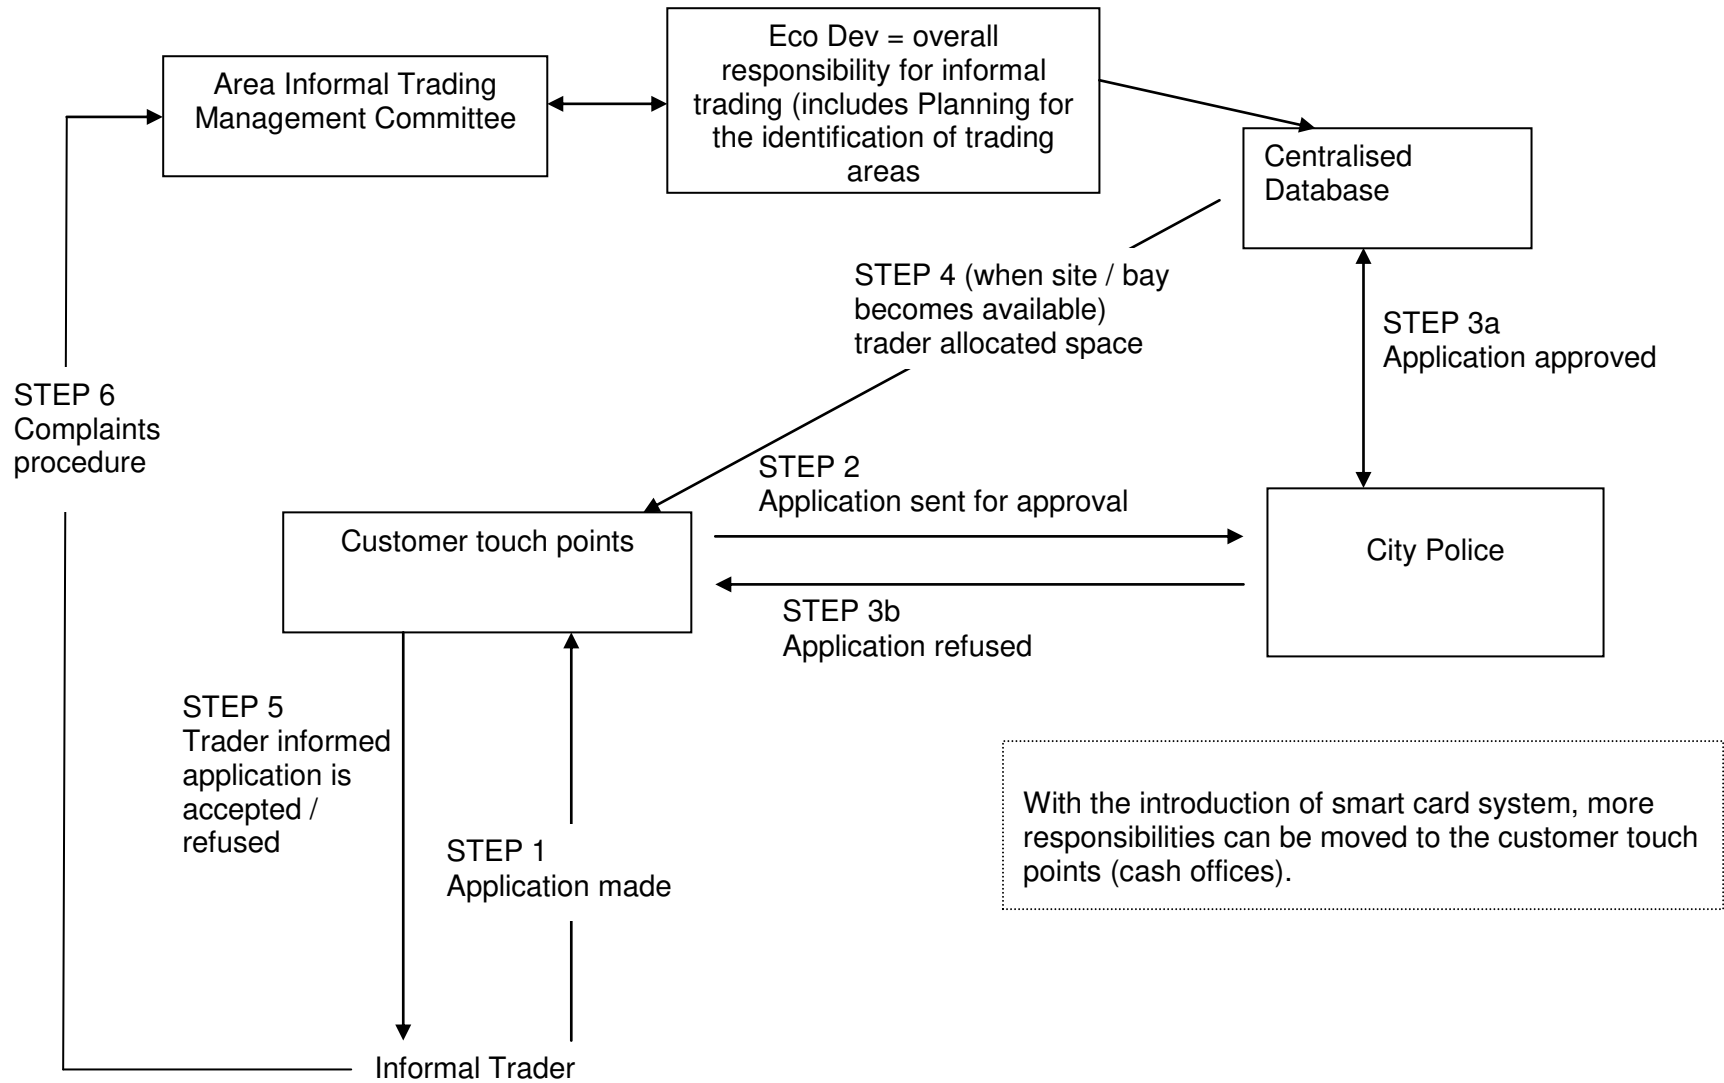 Eco Dev = overall
responsibility for informal
trading (includes Planning for
the identification of trading
areas
Area Informal Trading
Management Committee
Centralised
Database
STEP 4 (when site / bay
becomes available)
trader allocated space
STEP 3a
Application approved
STEP 6
Complaints
procedure
STEP 2
Application sent for approval
Customer touch points
City Police
STEP 3b
Application refused
STEP 5
Trader informed
application is
accepted /
refused
STEP 1
Application made
With the introduction of smart card system, more
responsibilities can be moved to the customer touch
points (cash offices).
Informal Trader